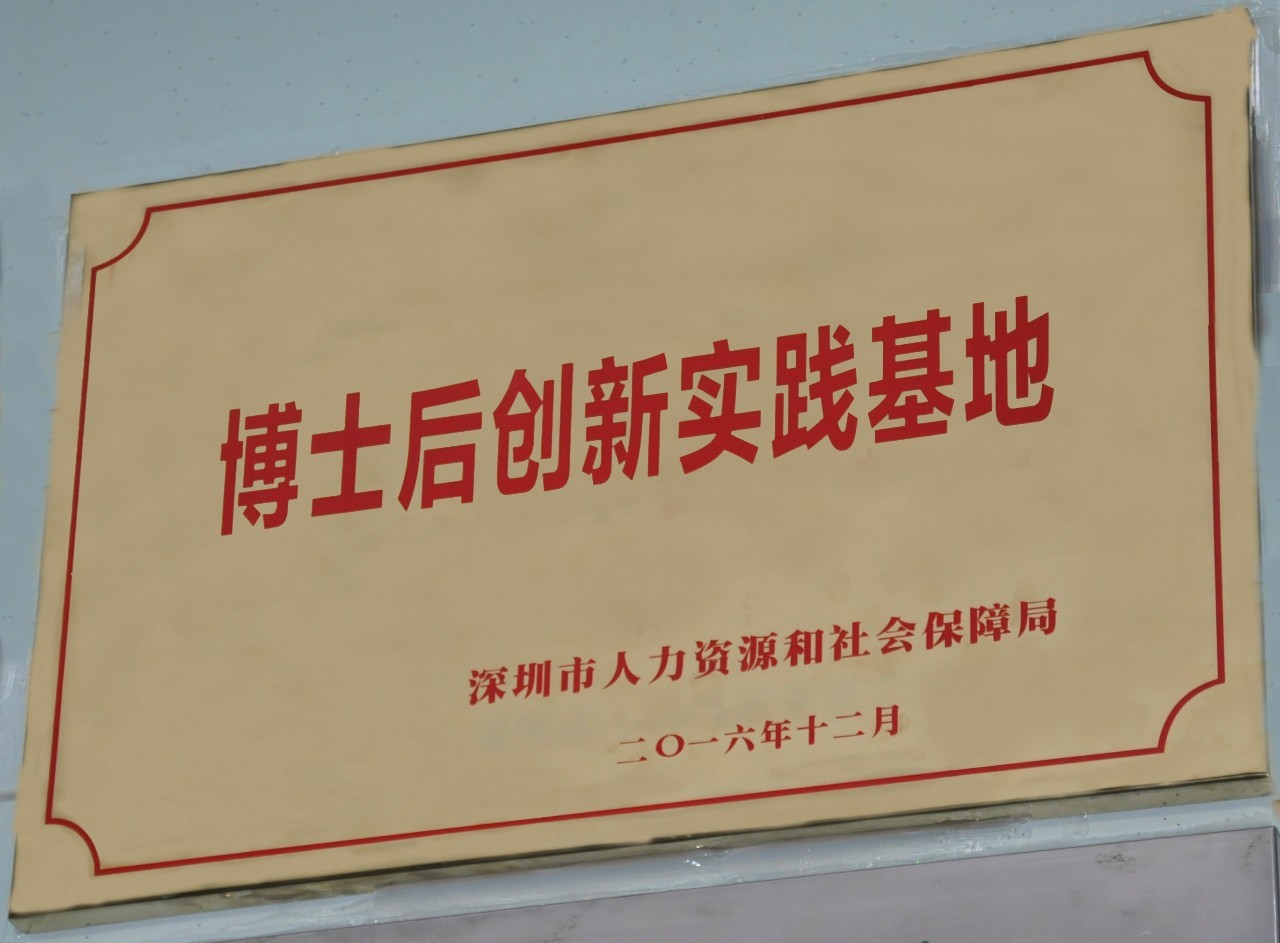 博士后创新实践基地
深圳市人力资源和社会保障局
二〇一六年十二月